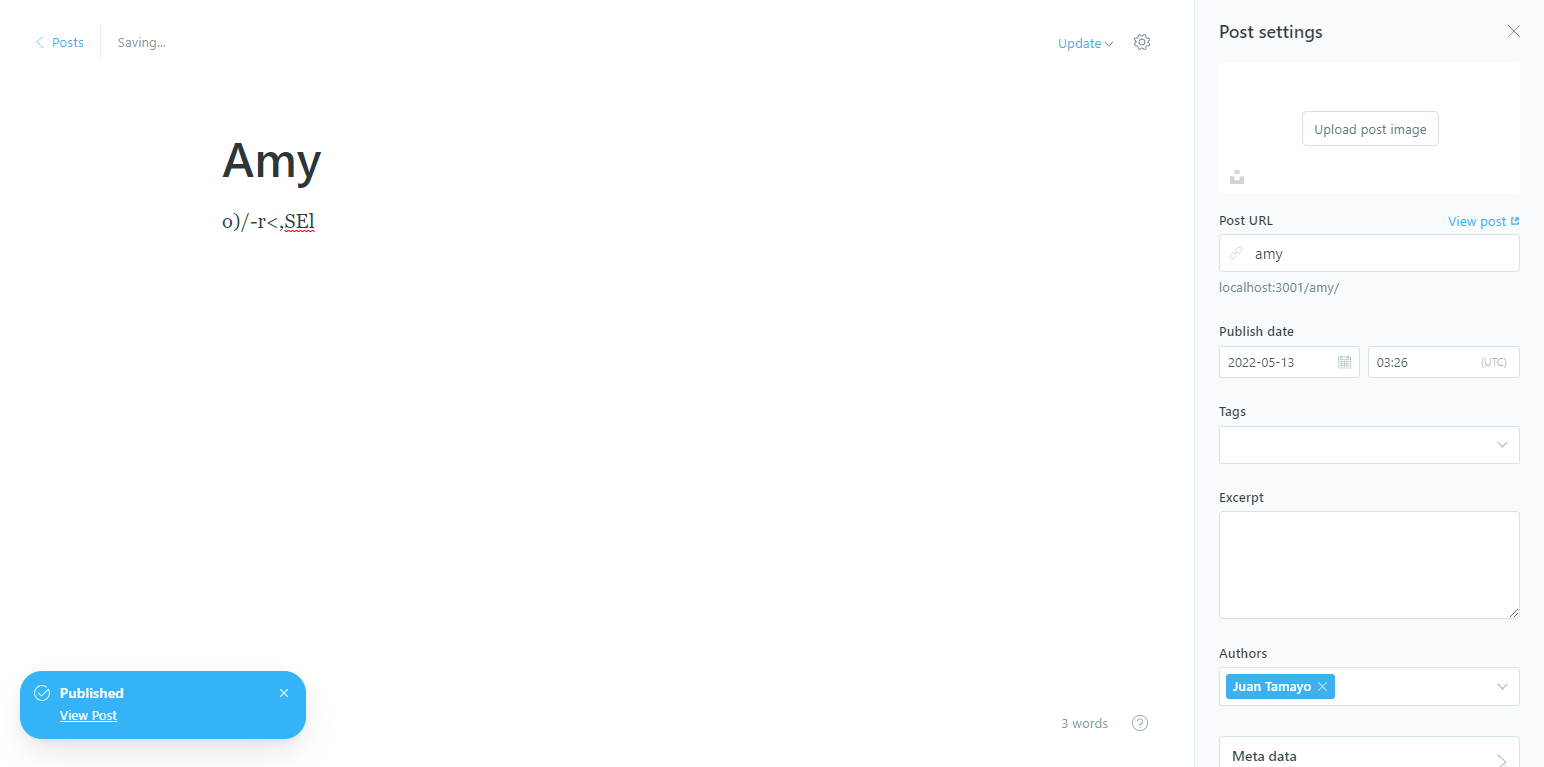 Posts
Saving...
Update
Amy
o)/-r<,SEl
Published
View Post
3 words
Post settings
Upload post image
Post URL
View post
amy
localhost:3001/amy/
Publish date
2022-05-13
03:26 (UTC)
Tags
Excerpt
Authors
Juan Tamayo
Meta data